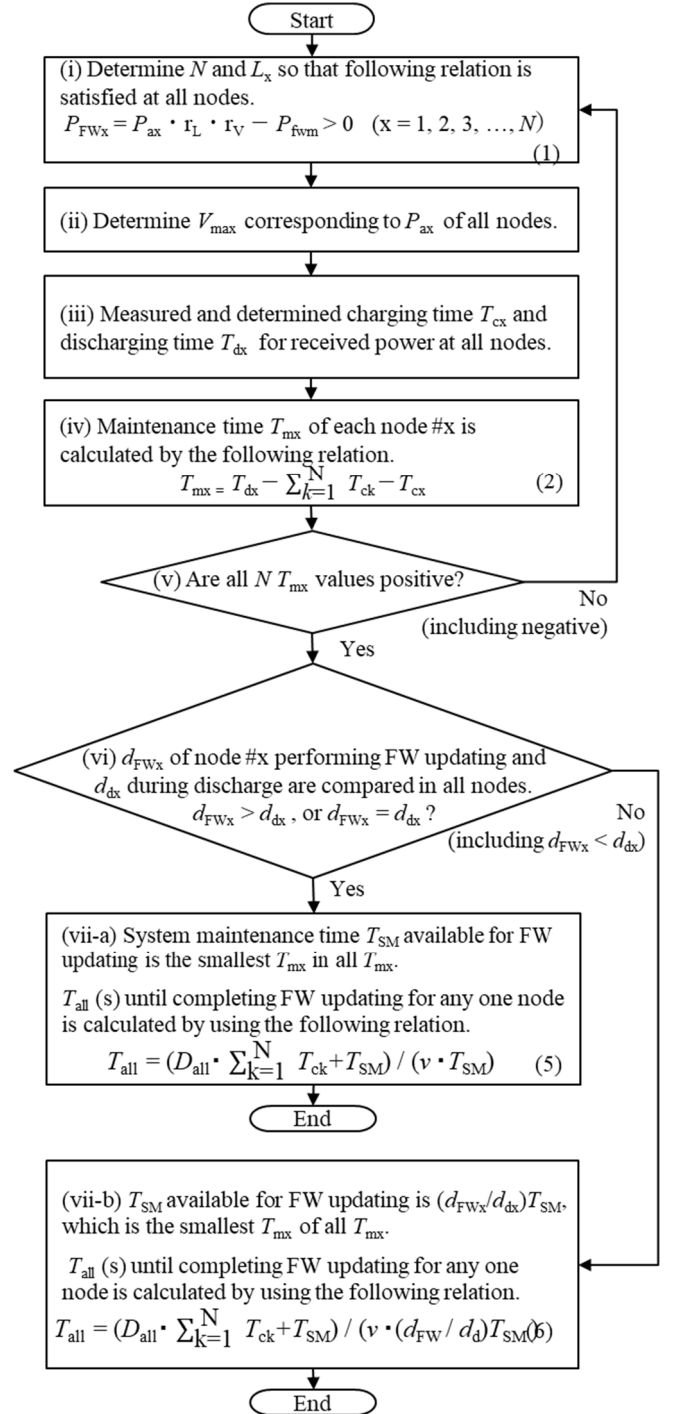 Start
(i) Determine N and Lx so that following relation is
satisfied at all nodes.
PFWx = Pax・rL・rV − Pfwm > 0 (x = 1, 2, 3, …, N)
(1)
(ii) Determine Vmax corresponding to Pax of all nodes.
(iii) Measured and determined charging time Tcx and
discharging time Tdx for received power at all nodes.
(iv) Maintenance time Tmx of each node #x is
calculated by the following relation.
Tmx = Tdx − ∑k=1N Tck − Tcx (2)
(v) Are all N Tmx values positive?
No
(including negative)
Yes
(vi) dFWx of node #x performing FW updating and
ddx during discharge are compared in all nodes.
dFWx > ddx , or dFWx = ddx ?
No
(including dFWx < ddx)
Yes
(vii-a) System maintenance time TSM available for FW
updating is the smallest Tmx in all Tmx.
Tall (s) until completing FW updating for any one node
is calculated by using the following relation.
Tall = (Dall・∑k=1N Tck+TSM) / (v・TSM) (5)
End
(vii-b) TSM available for FW updating is (dFWx/ddx)TSM,
which is the smallest Tmx of all Tmx.
Tall (s) until completing FW updating for any one
node is calculated by using the following relation.
Tall = (Dall・∑k=1N Tck+TSM) / (v・(dFW / dd)TSM) (6)
End